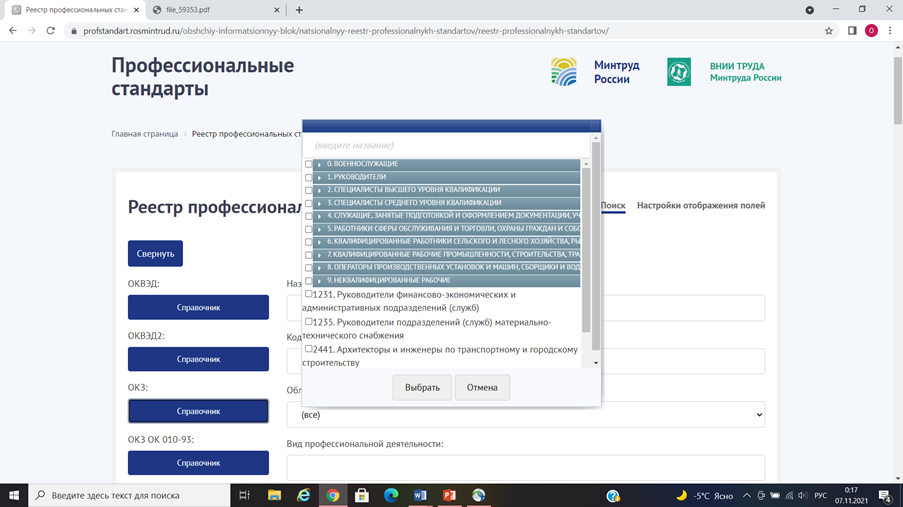 Реестр профессиональных стан
file_59353.pdf
profstandart.rosmintrud.ru/obshchiy-informatsionnyy-blok/natsionalnyy-reestr-professionalnykh-standartov/reestr-professionalnykh-standartov/
O
Профессиональные
стандарты
Минтруд
России
ВНИИ ТРУДА
Минтруда России
Главная страница
Реестр профессиональных ст
(введите название)
0. ВОЕННОСЛУЖАЩИЕ
1. РУКОВОДИТЕЛИ
2. СПЕЦИАЛИСТЫ ВЫСШЕГО УРОВНЯ КВАЛИФИКАЦИИ
3. СПЕЦИАЛИСТЫ СРЕДНЕГО УРОВНЯ КВАЛИФИКАЦИИ
4. СЛУЖАЩИЕ, ЗАНЯТЫЕ ПОДГОТОВКОЙ И ОФОРМЛЕНИЕМ ДОКУМЕНТАЦИИ, УЧ
5. РАБОТНИКИ СФЕРЫ ОБСЛУЖИВАНИЯ И ТОРГОВЛИ, ОХРАНЫ ГРАЖДАН И СОБС
6. КВАЛИФИЦИРОВАННЫЕ РАБОТНИКИ СЕЛЬСКОГО И ЛЕСНОГО ХОЗЯЙСТВА, РЫ
7. КВАЛИФИЦИРОВАННЫЕ РАБОЧИЕ ПРОМЫШЛЕННОСТИ, СТРОИТЕЛЬСТВА, ТРА
8. ОПЕРАТОРЫ ПРОИЗВОДСТВЕННЫХ УСТАНОВОК И МАШИН, СБОРЩИКИ И ВОД
9. НЕКВАЛИФИЦИРОВАННЫЕ РАБОЧИЕ
1231. Руководители финансово-экономических и
административных подразделений (служб)
1235. Руководители подразделений (служб) материально-
технического снабжения
2441. Архитекторы и инженеры по транспортному и городскому
строительству
Выбрать
Отмена
Реестр профессионал
Поиск
Настройки отображения полей
Свернуть
ОКВЭД:
Наз
Справочник
ОКВЭД2:
Код
Справочник
ОКЗ:
Обл
Справочник
(все)
ОКЗ ОК 010-93:
Вид профессиональной деятельности:
Справочник
Введите здесь текст для поиска
-5°C Ясно
РУС
0:17
07.11.2021
4